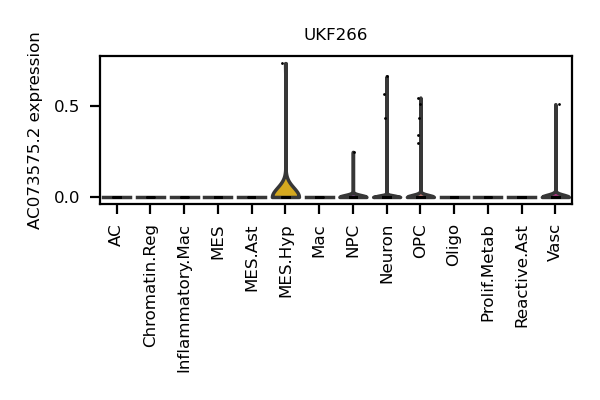 UKF266
AC073575.2 expression
0.5
0.0
AC
Chromatin.Reg
Inflammatory.Mac
MES
MES.Ast
MES.Hyp
Mac
NPC
Neuron
OPC
Oligo
Prolif.Metab
Reactive.Ast
Vasc